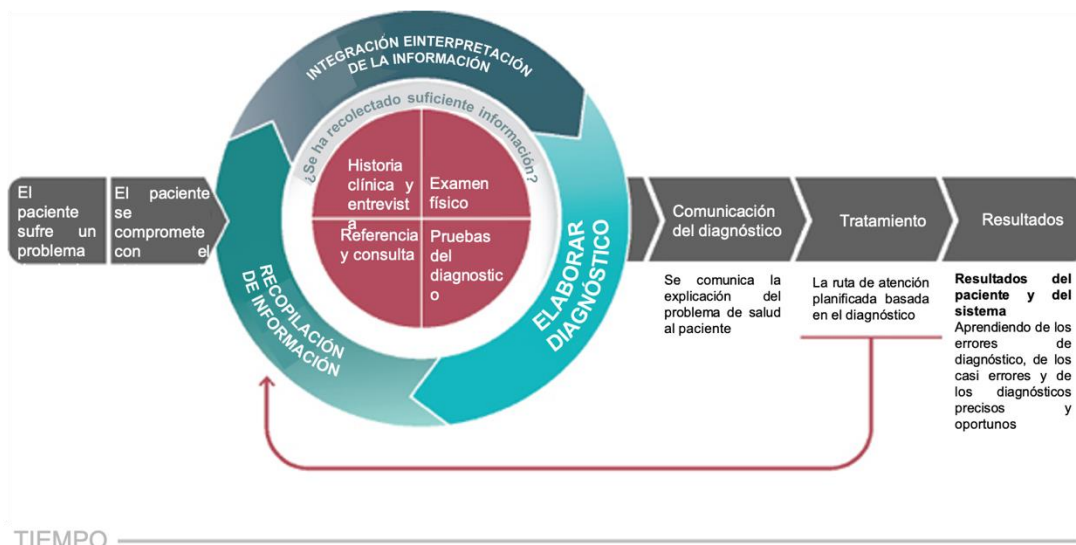 El
paciente
sufre un
problema
El paciente
se
compromete
con el
INTEGRACIÓN EINTERPRETACIÓN
DE LA INFORMACIÓN
¿Se ha recolectado suficiente información?
Historia
clínica y
entrevist
a
Examen
físico
Referencia
y consulta
Pruebas
del
diagnostic
o
RECOPILACIÓN
DE INFORMACIÓN
ELABORAR
DIAGNÓSTICO
Comunicación
del diagnóstico
Tratamiento
Resultados
Se comunica la
explicación del
problema de salud
al paciente
La ruta de atención
planificada basada
en el diagnóstico
Resultados del
paciente y del
sistema
Aprendiendo de los
errores de
diagnóstico, de los
casi errores y de
los diagnósticos
precisos y
oportunos
TIEMPO